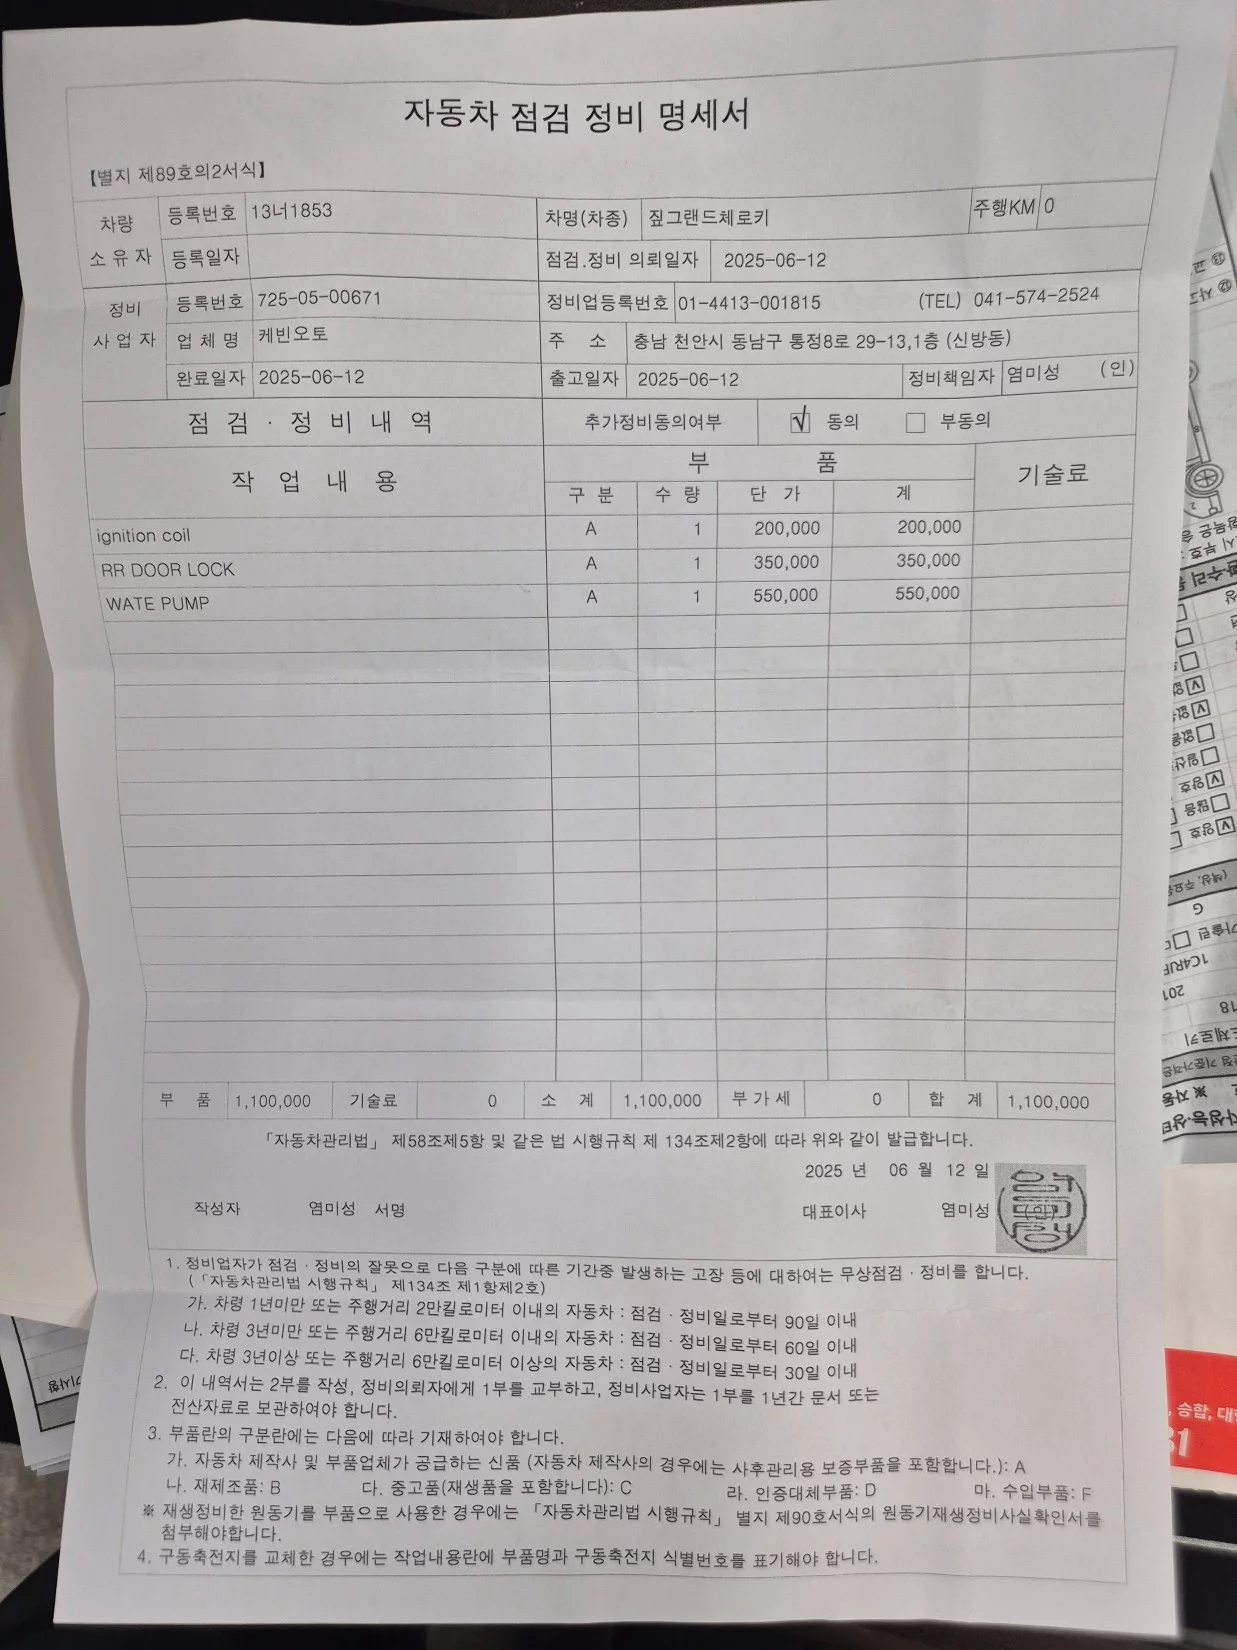 자동차 점검 정비 명세서
【별지 제89호의2서식】
차량 소유자 등록번호 13너1853 차명(차종) 짚그랜드체로키 주행KM 0
등록일자 점검.정비 의뢰일자 2025-06-12
정비 사업자 등록번호 725-05-00671 정비업등록번호 01-4413-001815 (TEL) 041-574-2524
업체명 케빈오토 주 소 충남 천안시 동남구 통정8로 29-13,1층 (신방동)
완료일자 2025-06-12 출고일자 2025-06-12 정비책임자 염미성 (인)
점 검 · 정 비 내 역 추가정비동의여부 √ 동의 □ 부동의
작 업 내 용 부 품 기술료
구 분 수 량 단 가 계
ignition coil A 1 200,000 200,000
RR DOOR LOCK A 1 350,000 350,000
WATE PUMP A 1 550,000 550,000
부 품 1,100,000 기술료 0 소 계 1,100,000 부가세 0 합 계 1,100,000
「자동차관리법」 제58조제5항 및 같은 법 시행규칙 제 134조제2항에 따라 위와 같이 발급합니다.
2025 년 06 월 12 일
작성자 염미성 서명 대표이사 염미성 (인)
1. 정비업자가 점검 · 정비의 잘못으로 다음 구분에 따른 기간중 발생하는 고장 등에 대하여는 무상점검 · 정비를 합니다.
(「자동차관리법 시행규칙」 제134조 제1항제2호)
가. 차령 1년미만 또는 주행거리 2만킬로미터 이내의 자동차 : 점검 · 정비일로부터 90일 이내
나. 차령 3년미만 또는 주행거리 6만킬로미터 이내의 자동차 : 점검 · 정비일로부터 60일 이내
다. 차령 3년이상 또는 주행거리 6만킬로미터 이상의 자동차 : 점검 · 정비일로부터 30일 이내
2. 이 내역서는 2부를 작성, 정비의뢰자에게 1부를 교부하고, 정비사업자는 1부를 1년간 문서 또는
전산자료로 보관하여야 합니다.
3. 부품란의 구분란에는 다음에 따라 기재하여야 합니다.
가. 자동차 제작사 및 부품업체가 공급하는 신품 (자동차 제작사의 경우에는 사후관리용 보증부품을 포함합니다.): A
나. 재제조품: B 다. 중고품(재생품을 포함합니다): C 라. 인증대체부품: D 마. 수입부품: F
※ 재생정비한 원동기를 부품으로 사용한 경우에는 「자동차관리법 시행규칙」 별지 제90호서식의 원동기재생정비사실확인서를
첨부해야합니다.
4. 구동축전지를 교체한 경우에는 작업내용란에 부품명과 구동축전지 식별번호를 표기해야 합니다.
, 승합, 대